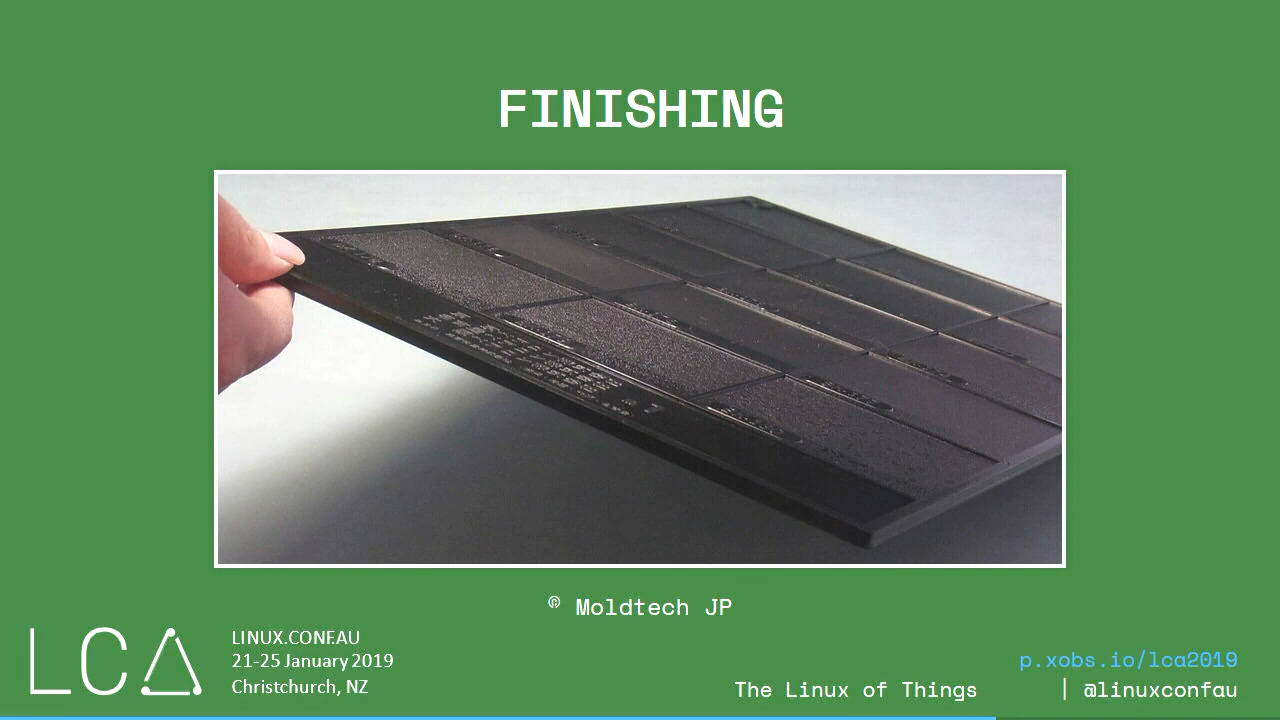 FINISHING
© Moldtech JP
LCA
LINUX.CONF.AU
21-25 January 2019
Christchurch, NZ
p.xobs.io/lca2019
The Linux of Things | @linuxconfau